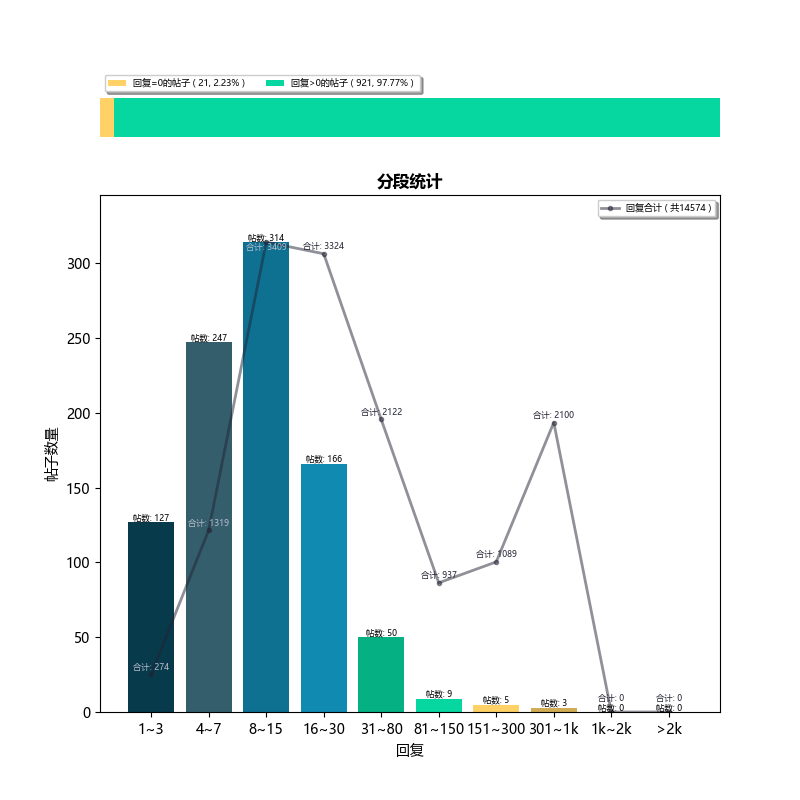 回复=0的帖子 ( 21, 2.23% )
回复>0的帖子 ( 921, 97.77% )
分段统计
回复合计 ( 共14574 )
帖子数量
300
250
200
150
100
50
0
帖数: 127
帖数: 247
帖数: 314
帖数: 166
帖数: 50
帖数: 9
帖数: 5
帖数: 3
帖数: 0
帖数: 0
合计: 274
合计: 1319
合计: 3409
合计: 3324
合计: 2122
合计: 937
合计: 1089
合计: 2100
合计: 0
合计: 0
1~3
4~7
8~15
16~30
31~80
81~150
151~300
301~1k
1k~2k
>2k
回复